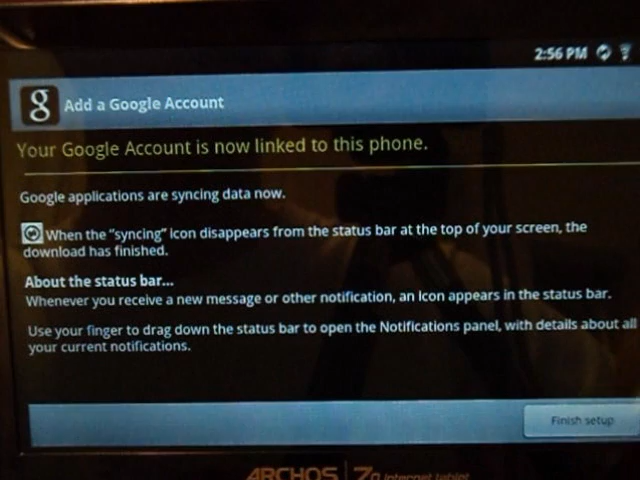 2:56 PM
g Add a Google Account
Your Google Account is now linked to this phone.
Google applications are syncing data now.
When the "syncing" icon disappears from the status bar at the top of your screen, the
download has finished.
About the status bar...
Whenever you receive a new message or other notification, an icon appears in the status bar.
Use your finger to drag down the status bar to open the Notifications panel, with details about all
your current notifications.
Finish setup
ARCHOS 70 internet tablet